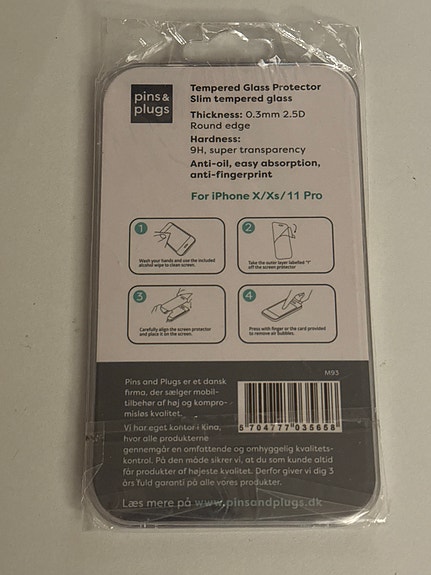 pins &
plugs
Tempered Glass Protector
Slim tempered glass
Thickness: 0.3mm 2.5D
Round edge
Hardness:
9H, super transparency
Anti-oil, easy absorption,
anti-fingerprint
For iPhone X/Xs/11 Pro
1
Wash your hands and use the included
alcohol wipe to clean screen.
2
Take the outer layer labelled "1"
off the screen protector
3
Carefully align the screen protector
and place it on the screen.
4
Press with finger or the card provided
to remove air bubbles.
M93
Pins and Plugs er et dansk
firma, der sælger mobil-
tilbehør af høj og kompro-
misløs kvalitet.
5 704777 035658
Vi har eget kontor i Kina,
hvor alle produkterne
gennemgår en omfattende og omhyggelig kvalitets-
kontrol. På den måde sikrer vi, at du som kunde altid
får produkter af højeste kvalitet. Derfor giver vi dig 3
års fuld garanti på alle vores produkter.
Læs mere på www.pinsandplugs.dk